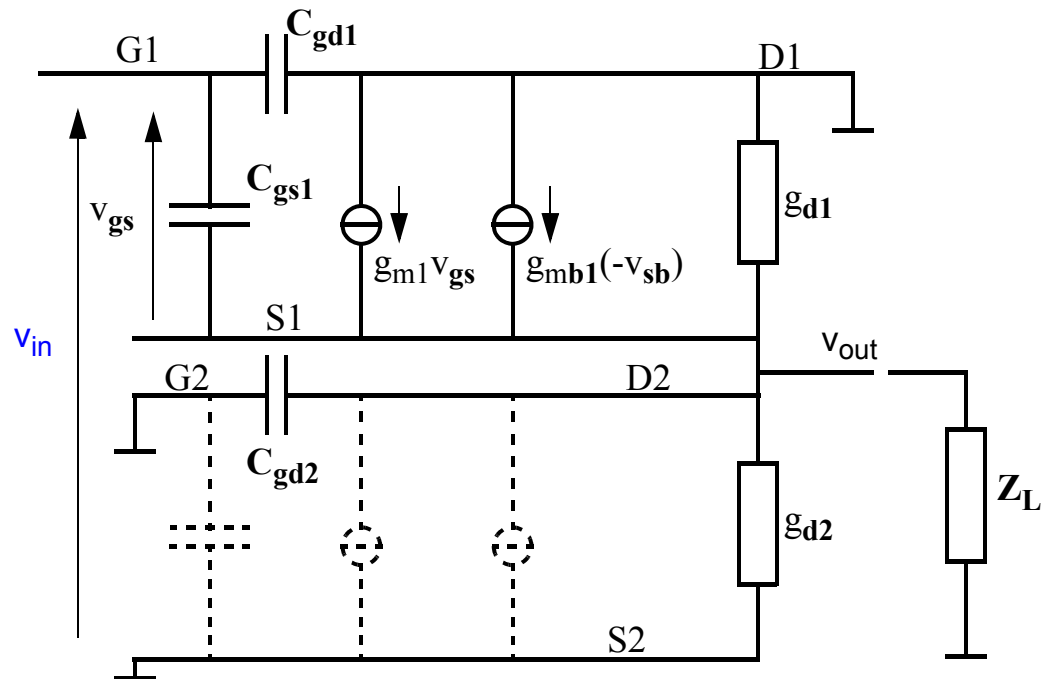 C_gd1
G1
D1
C_gs1
v_gs
g_d1
g_m1v_gs
g_mb1(-v_sb)
S1
v_in
v_out
G2
D2
C_gd2
Z_L
g_d2
S2